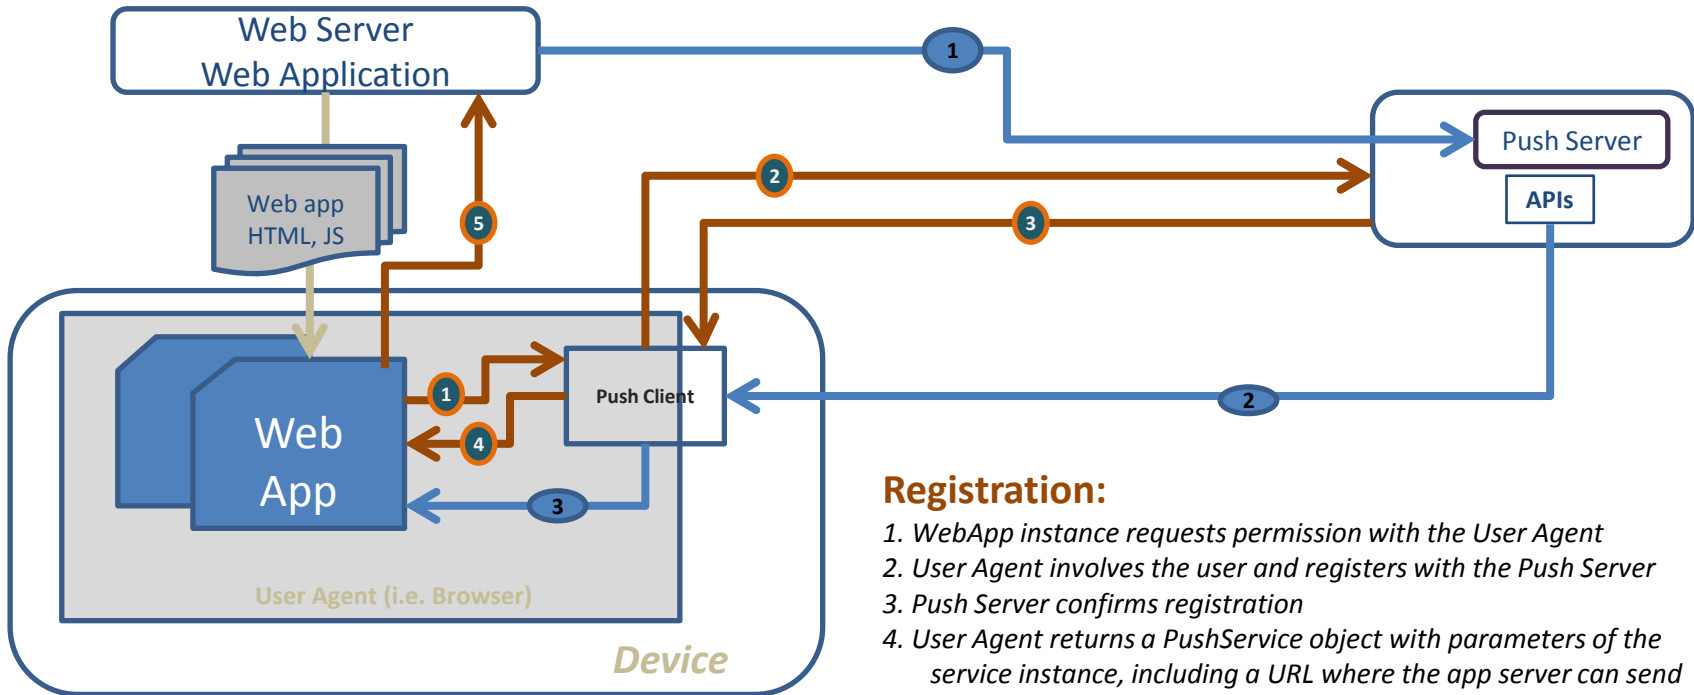 Web Server
Web Application
1
Push Server
APIs
2
3
5
Web app
HTML, JS
1
Push Client
4
2
Web
App
3
User Agent (i.e. Browser)
Device
Registration:
1. WebApp instance requests permission with the User Agent
2. User Agent involves the user and registers with the Push Server
3. Push Server confirms registration
4. User Agent returns a PushService object with parameters of the
service instance, including a URL where the app server can send